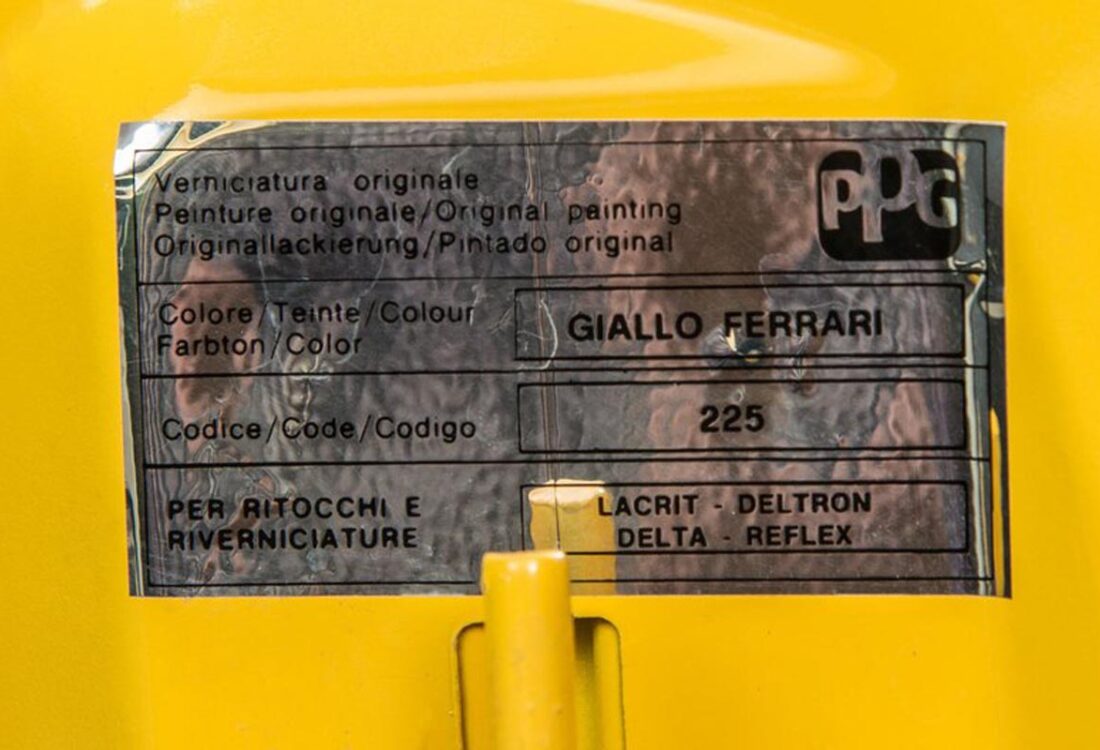 Verniciatura originale
Peinture originale/Original painting
Originallackierung/Pintado original
PPG
Colore/Teinte/Colour
Farbton/Color
GIALLO FERRARI
Codice/Code/Codigo
225
PER RITOCCHI E
RIVERNICIATURE
LACRIT - DELTRON
DELTA - REFLEX